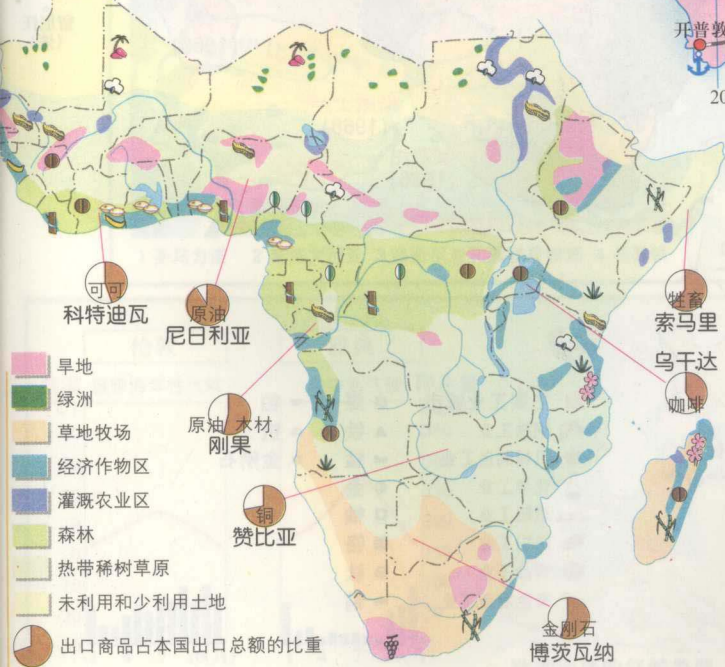 开普敦
20
可可
科特迪瓦
原油
尼日利亚
牲畜
索马里
乌干达
咖啡
原油 木材
刚果
铜
赞比亚
金刚石
博茨瓦纳
旱地
绿洲
草地牧场
经济作物区
灌溉农业区
森林
热带稀树草原
未利用和少利用土地
出口商品占本国出口总额的比重